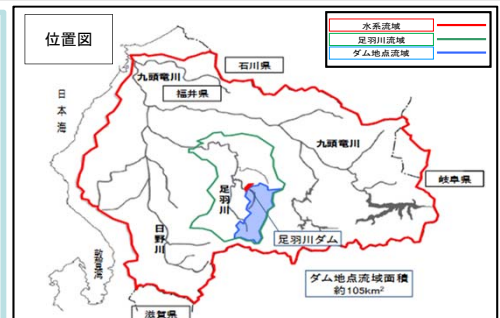 位置図
水系流域
足羽川流域
ダム地点流域
石川県
九頭竜川
福井県
日本海
九頭竜川
岐阜県
足羽川
足羽川ダム
日野川
敦賀湾
ダム地点流域面積
約105km²
滋賀県